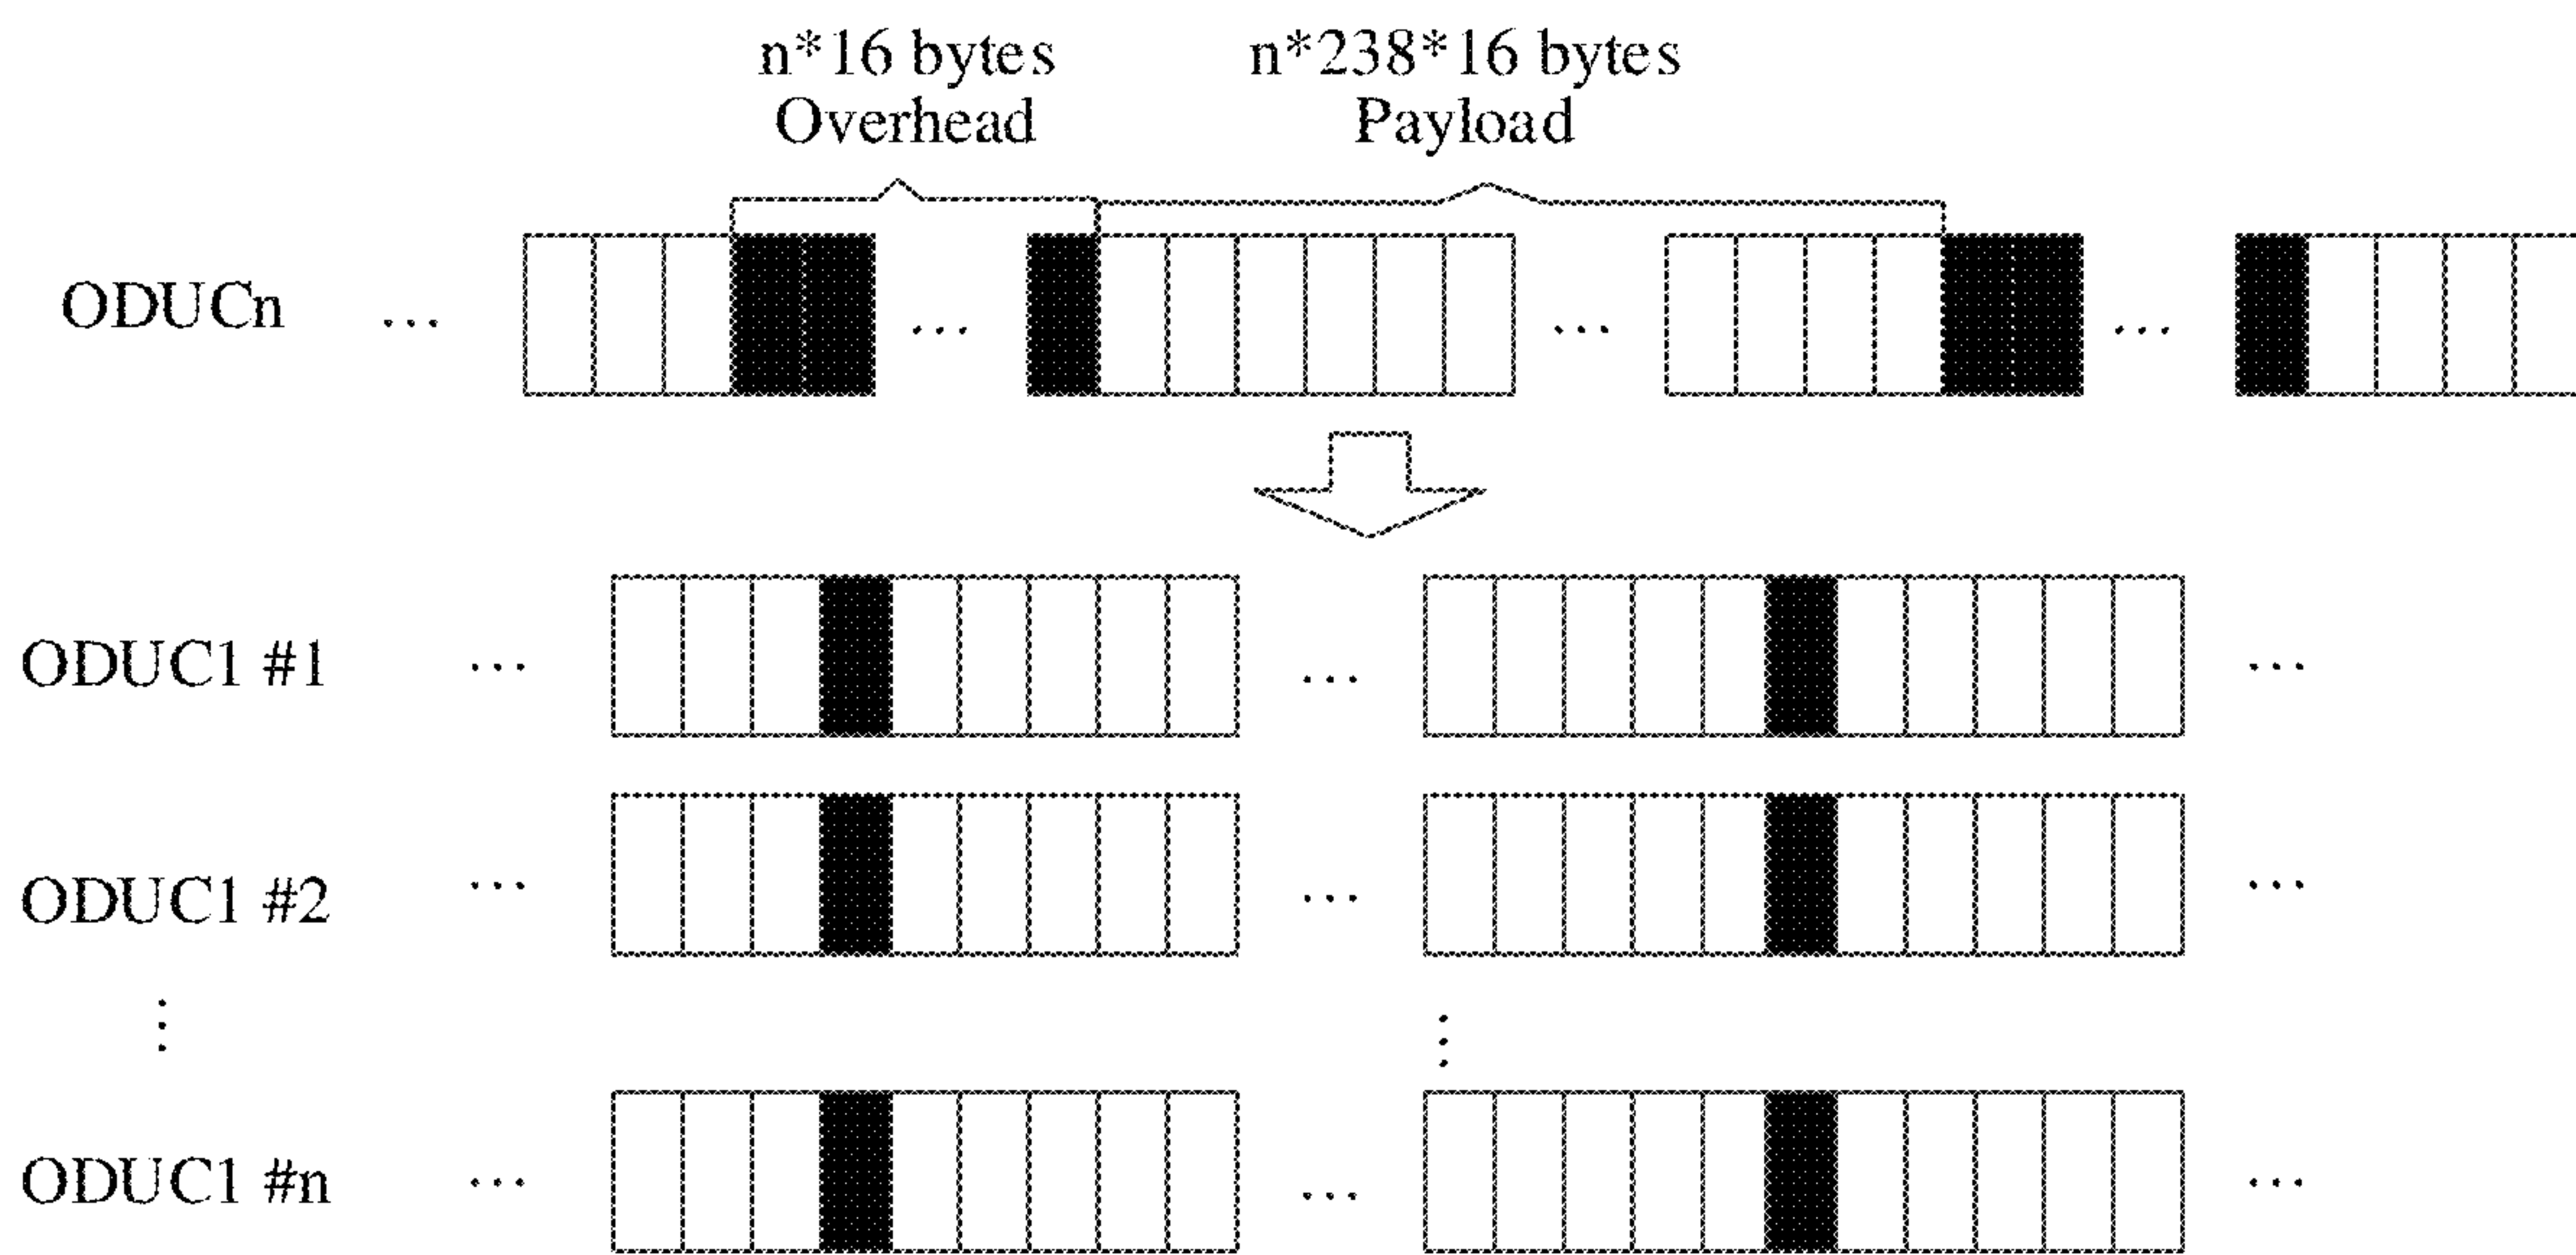 n*16 bytes
Overhead
n*238*16 bytes
Payload
ODUCn ... ... ... ...
ODUC1 #1 ... ... ...
ODUC1 #2 ... ... ...
⋮ ⋮
ODUC1 #n ... ... ...